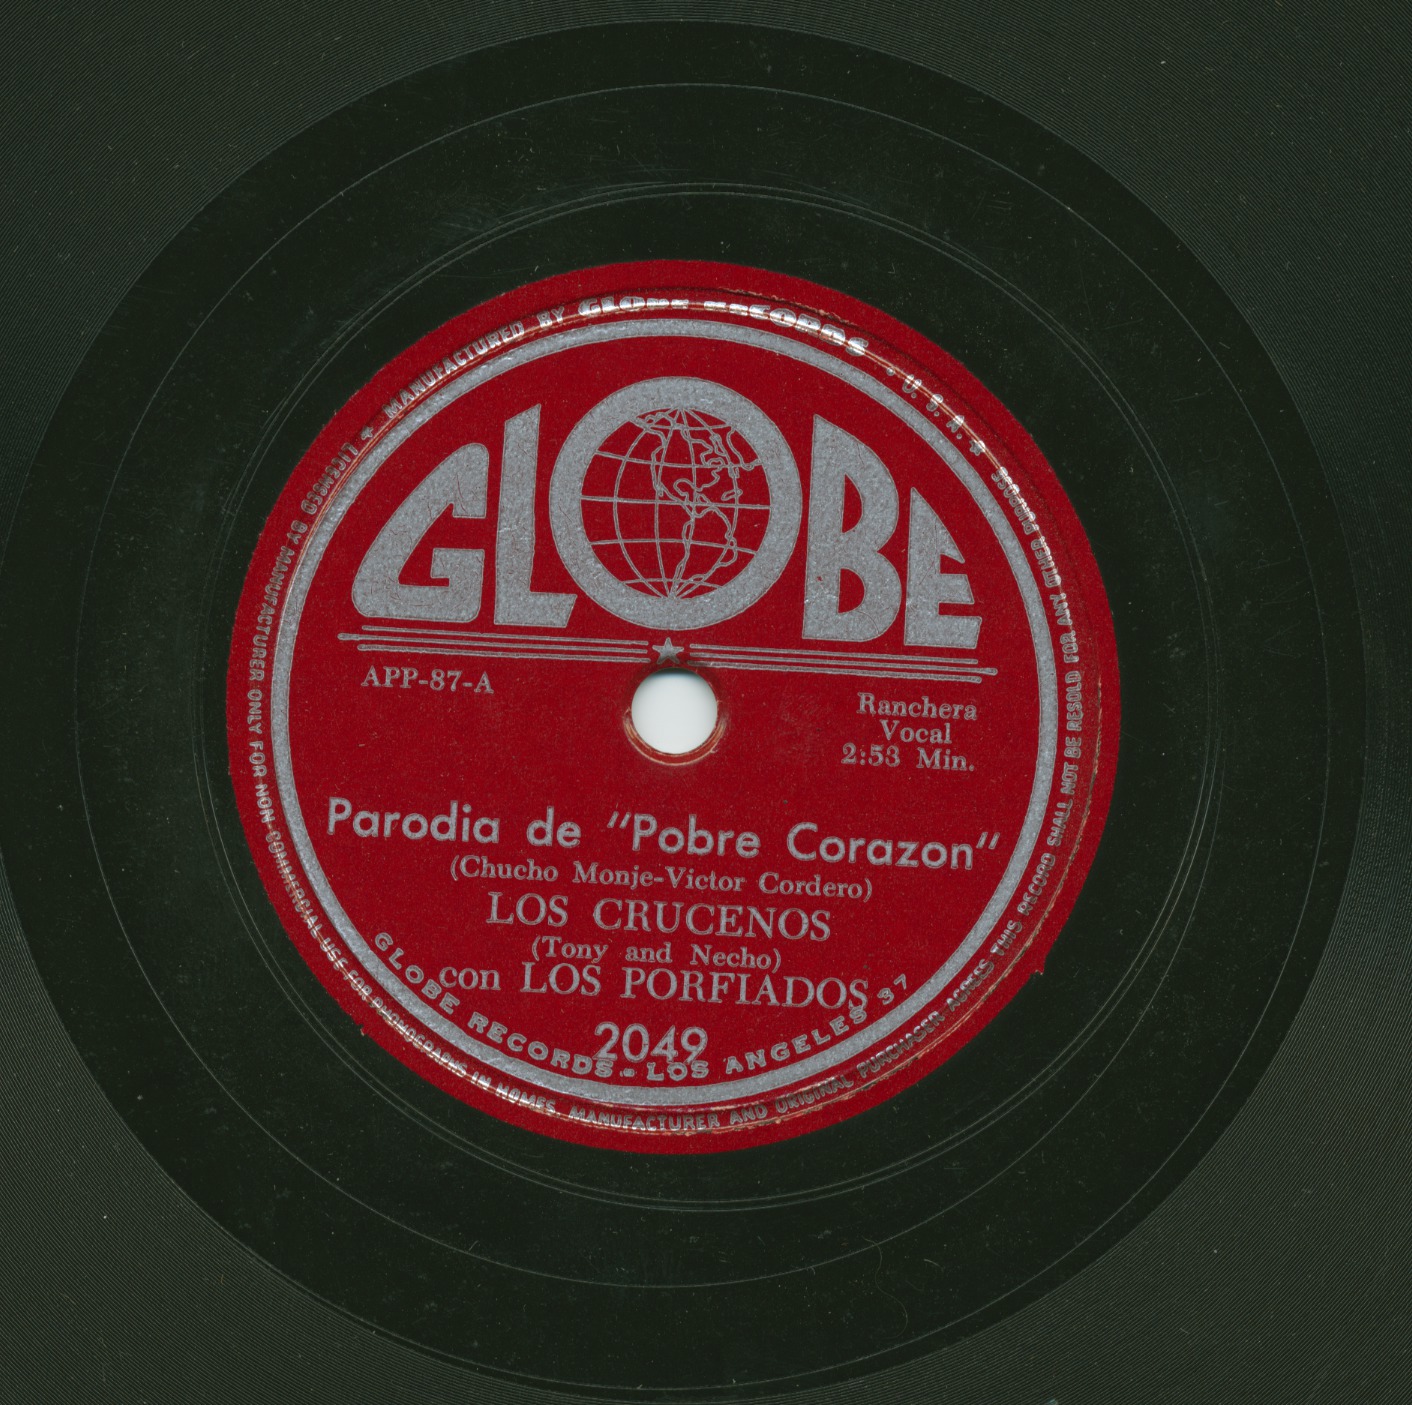 ★ MANUFACTURED BY GLOBE RECORDS, U. S. A. ★
GLOBE
APP-87-A
Ranchera
Vocal
2:53 Min.
Parodia de "Pobre Corazon"
(Chucho Monje-Victor Cordero)
LOS CRUCENOS
(Tony and Necho)
con LOS PORFIADOS
2049
GLOBE RECORDS - LOS ANGELES 37
LICENSED BY MANUFACTURER ONLY FOR NON-COMMERCIAL USE FOR PHONOGRAPHS IN HOMES. MANUFACTURER AND ORIGINAL PURCHASER AGREES THIS RECORD SHALL NOT BE RESOLD FOR ANY OTHER PURPOSE